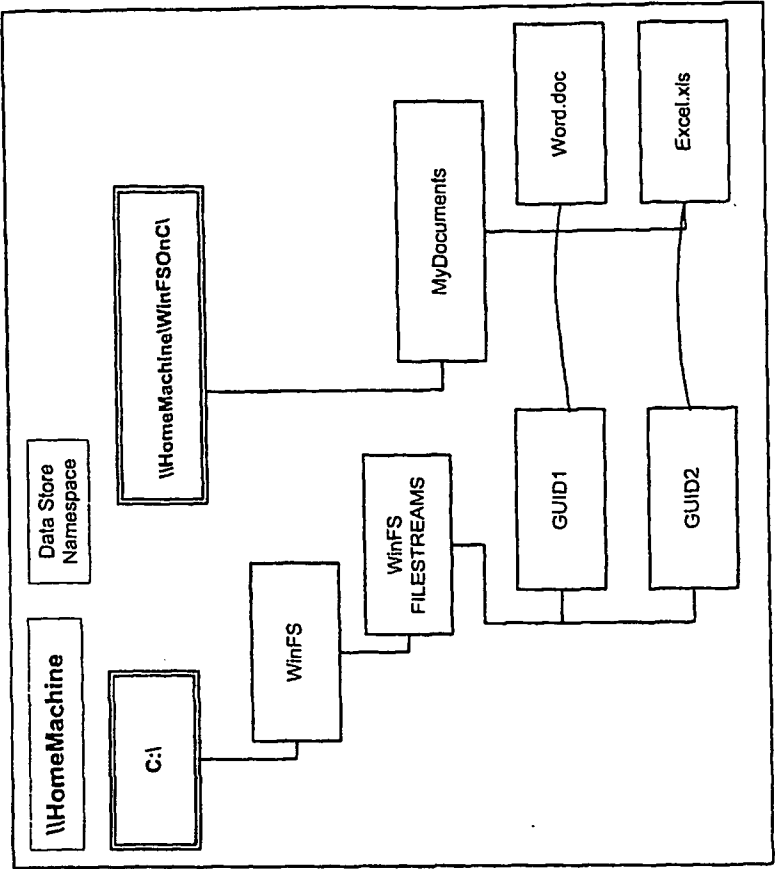 \\HomeMachine
Data Store
Namespace
C:\
\\HomeMachine\WinFSOnC\
WinFS
WinFS
FILESTREAMS
MyDocuments
GUID1
Word.doc
GUID2
Excel.xls